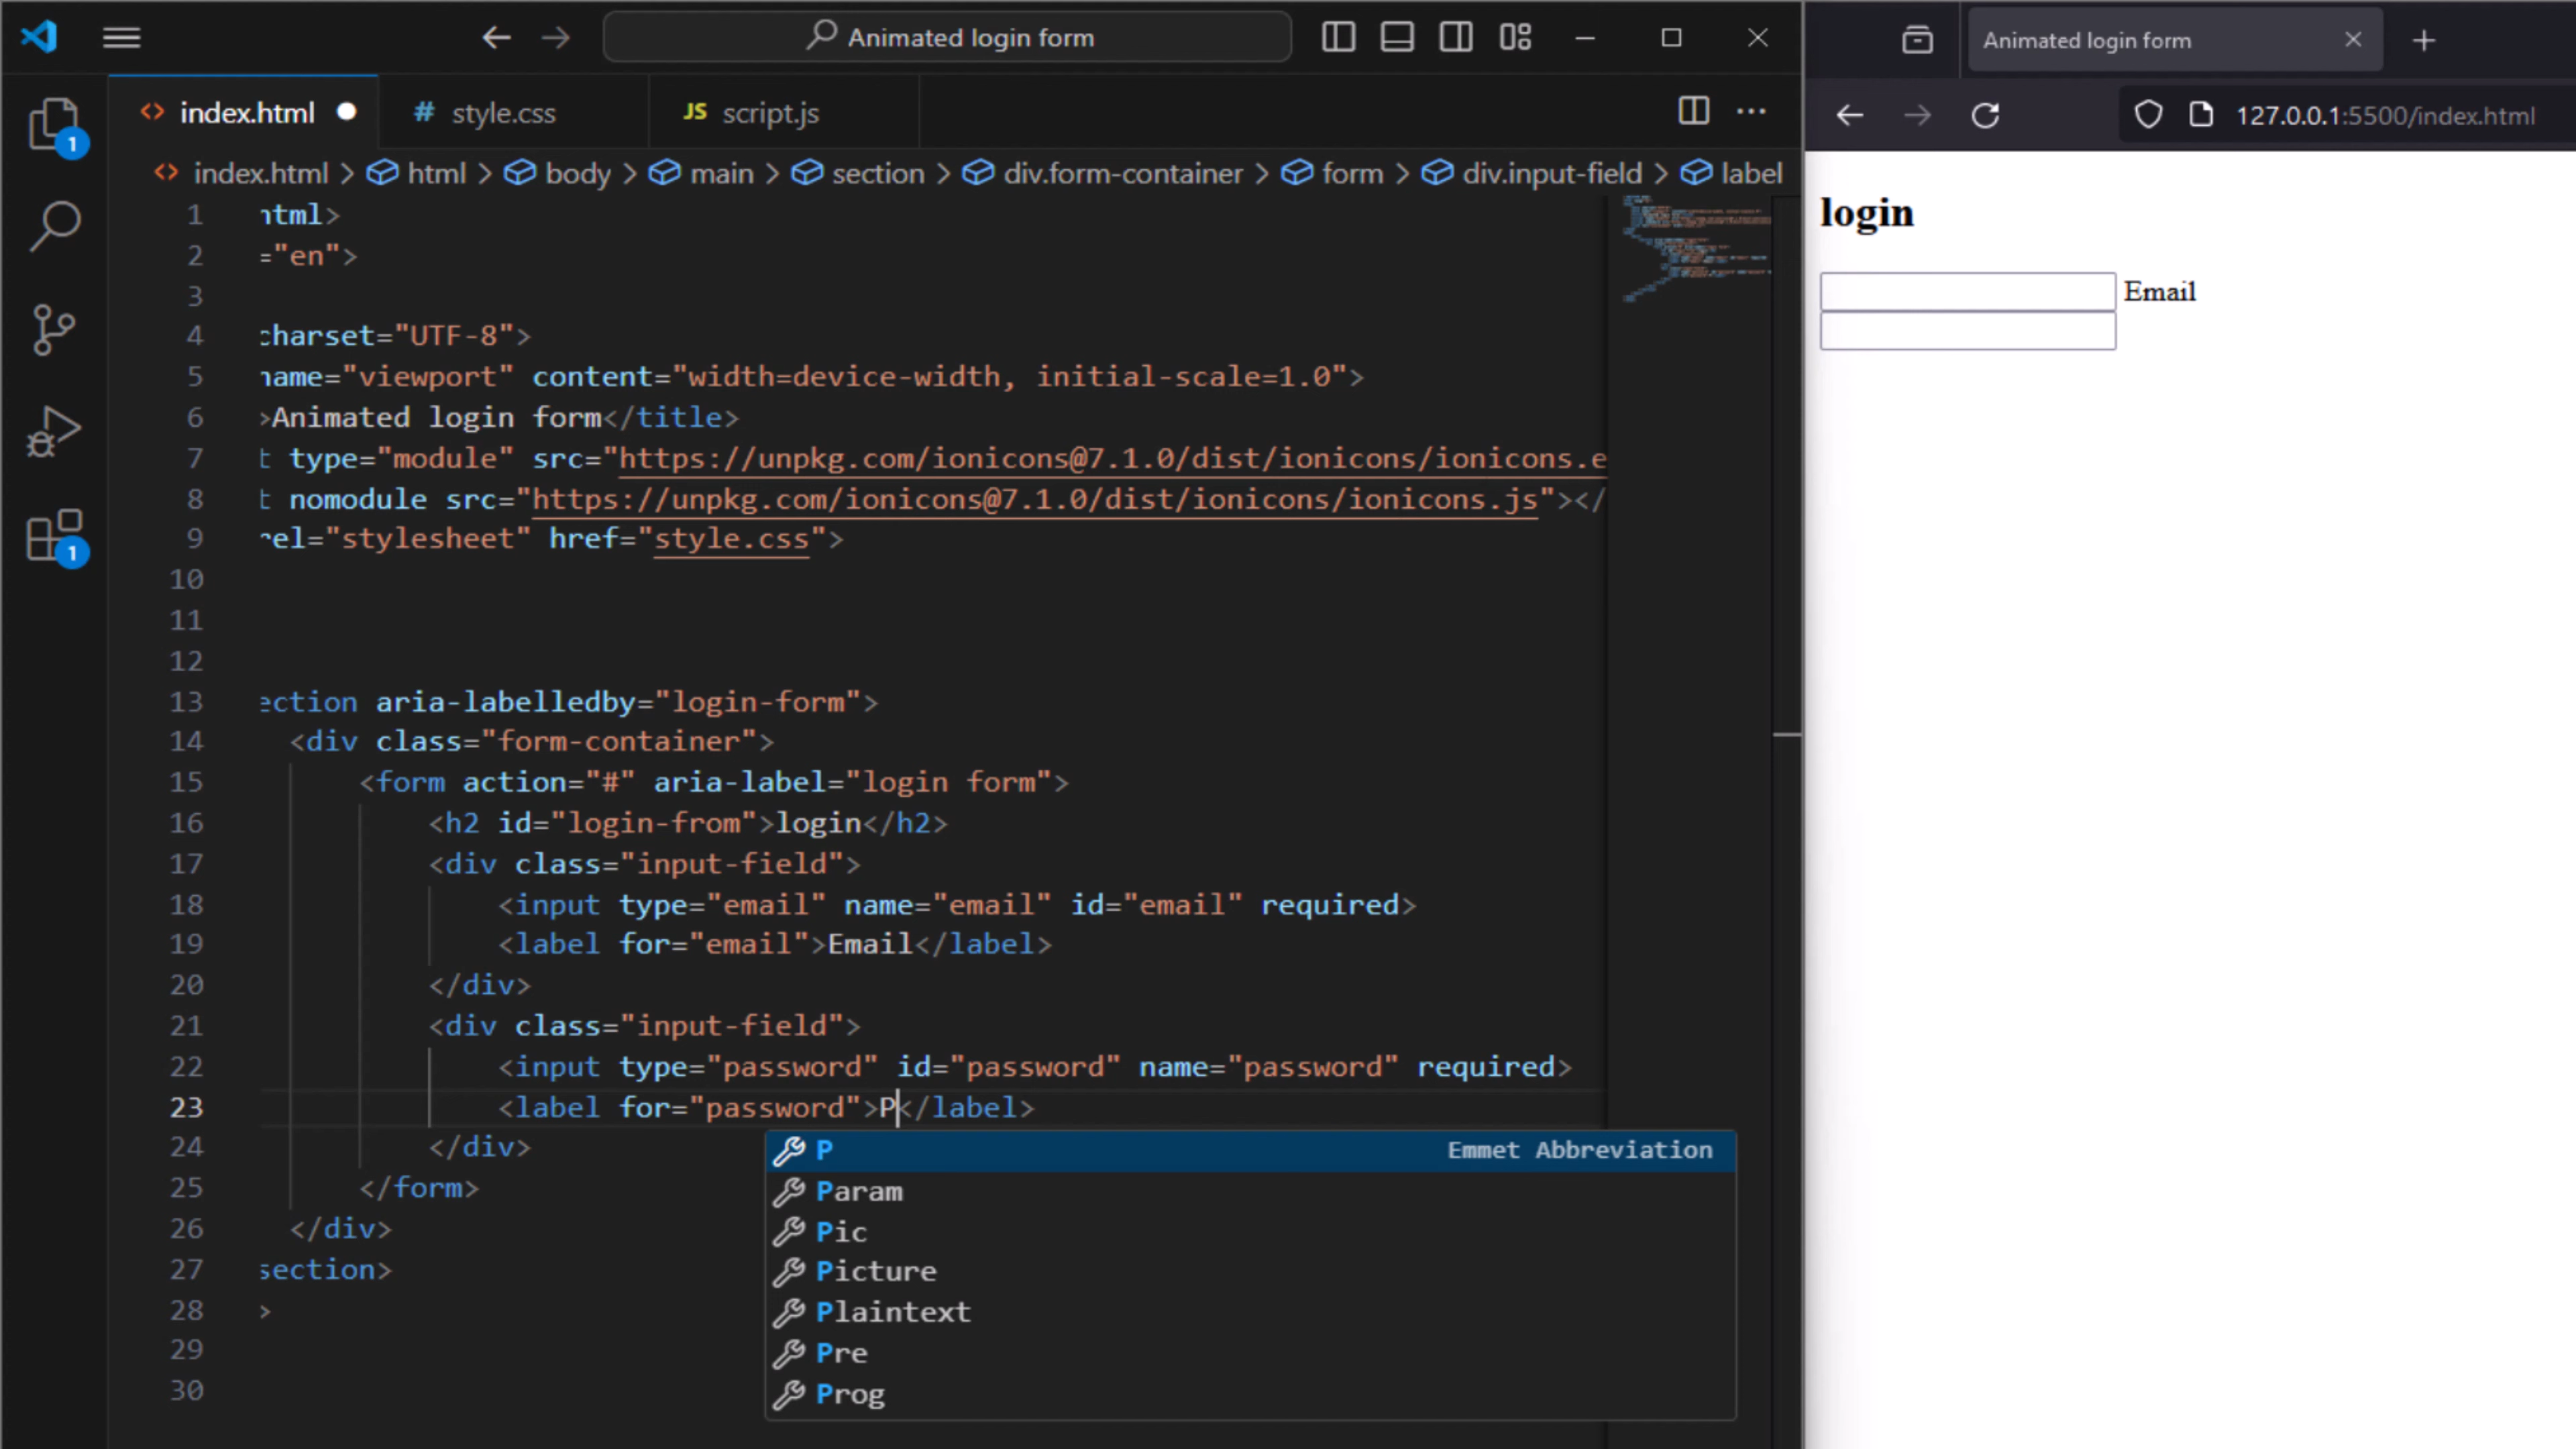 Animated login form
index.html
style.css
JS script.js
index.html > html > body > main > section > div.form-container > form > div.input-field > label
1 html>
2 ="en">
3
4 charset="UTF-8">
5 name="viewport" content="width=device-width, initial-scale=1.0">
6 >Animated login form</title>
7 t type="module" src="https://unpkg.com/ionicons@7.1.0/dist/ionicons/ionicons.e
8 t nomodule src="https://unpkg.com/ionicons@7.1.0/dist/ionicons/ionicons.js"></
9 rel="stylesheet" href="style.css">
10
11
12
13 ection aria-labelledby="login-form">
14 <div class="form-container">
15 <form action="#" aria-label="login form">
16 <h2 id="login-from">login</h2>
17 <div class="input-field">
18 <input type="email" name="email" id="email" required>
19 <label for="email">Email</label>
20 </div>
21 <div class="input-field">
22 <input type="password" id="password" name="password" required>
23 <label for="password">P</label>
24 </div>
25 </form>
26 </div>
27 section>
28 >
29
30
P Emmet Abbreviation
Param
Pic
Picture
Plaintext
Pre
Prog
1
1
Animated login form
127.0.0.1:5500/index.html
login
Email